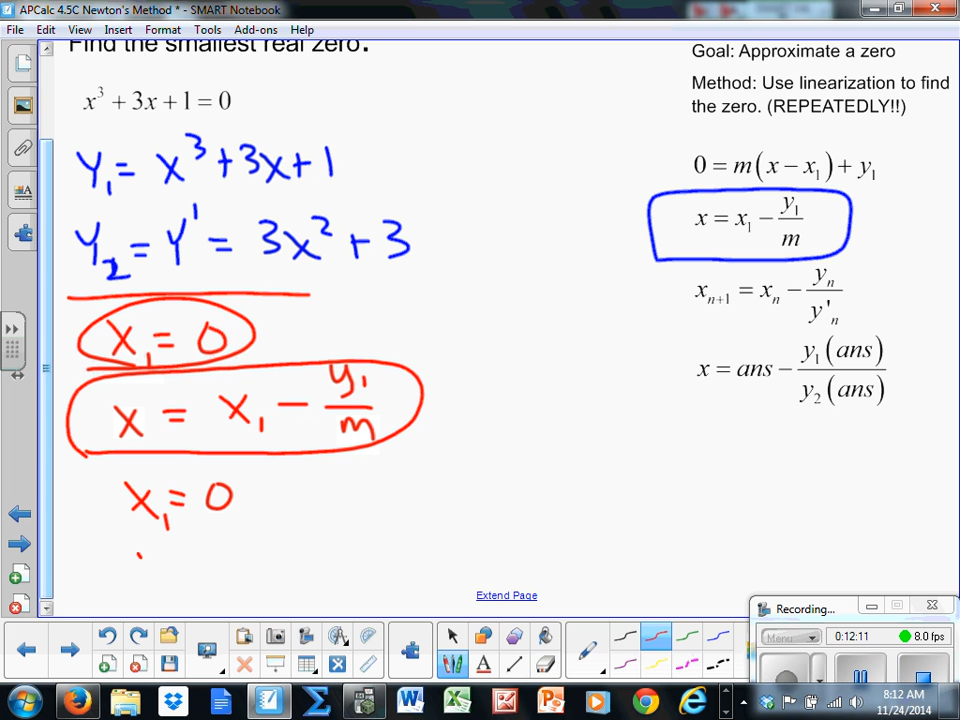 APCalc 4.5C Newton's Method * - SMART Notebook
File Edit View Insert Format Tools Add-ons Help
Find the smallest real zero.
x³ + 3x + 1 = 0
Y₁ = x³ + 3x + 1
Y₂ = Y' = 3x² + 3
x₁ = 0
x = x₁ − y₁/m
x₁ = 0
Goal: Approximate a zero
Method: Use linearization to find
the zero. (REPEATEDLY!!)
0 = m(x − x₁) + y₁
x = x₁ − y₁/m
xₙ₊₁ = xₙ − yₙ/y'ₙ
x = ans − y₁(ans)/y₂(ans)
Extend Page
Recording...
Menu
0:12:11
8.0 fps
8:12 AM
11/24/2014